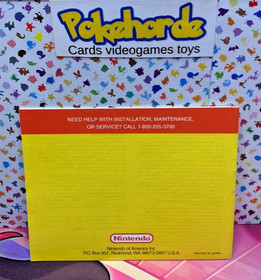 Pokehorde
Cards videogames toys
NEED HELP WITH INSTALLATION, MAINTENANCE,
OR SERVICE? CALL 1-800-255-3700
Nintendo
Nintendo of America Inc.
P.O. Box 957, Redmond, WA 98073-0957 U.S.A.
PRINTED IN JAPAN